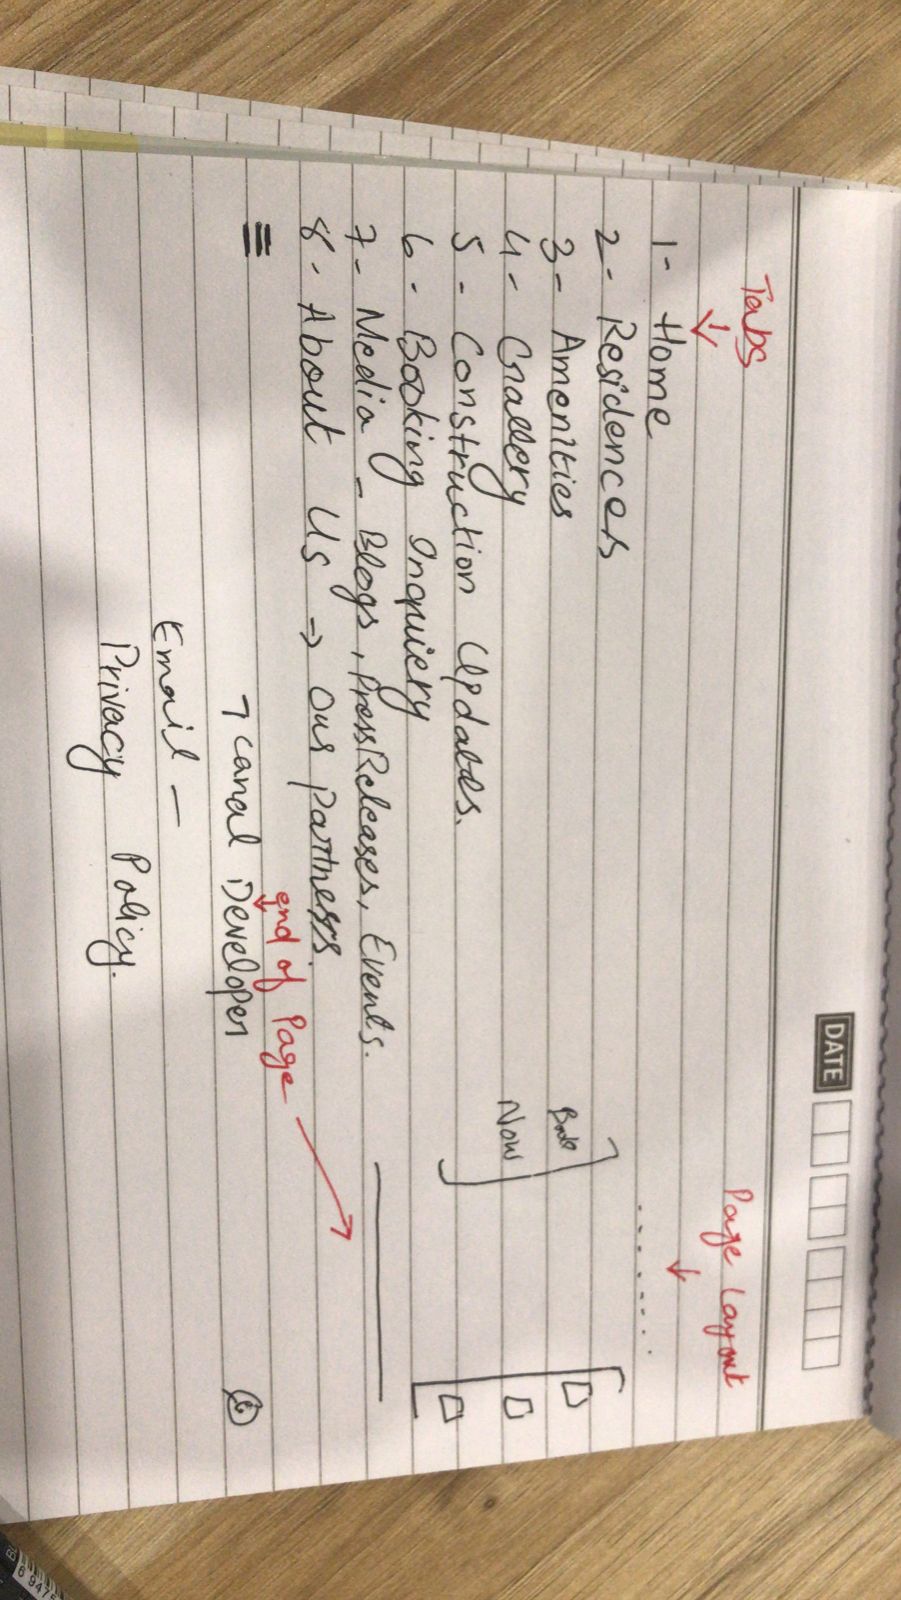 DATE
Tabs
Page Layout
1- Home
2- Residences
3- Amenities
Book
4- Gallery
Now
5 - Construction Updates.
6 - Booking Inquiery
7- Media - Blogs, Press Releases, Events.
8- About Us → Our partners.
end of Page
7 Canal Developer
Email —
Privacy Policy.